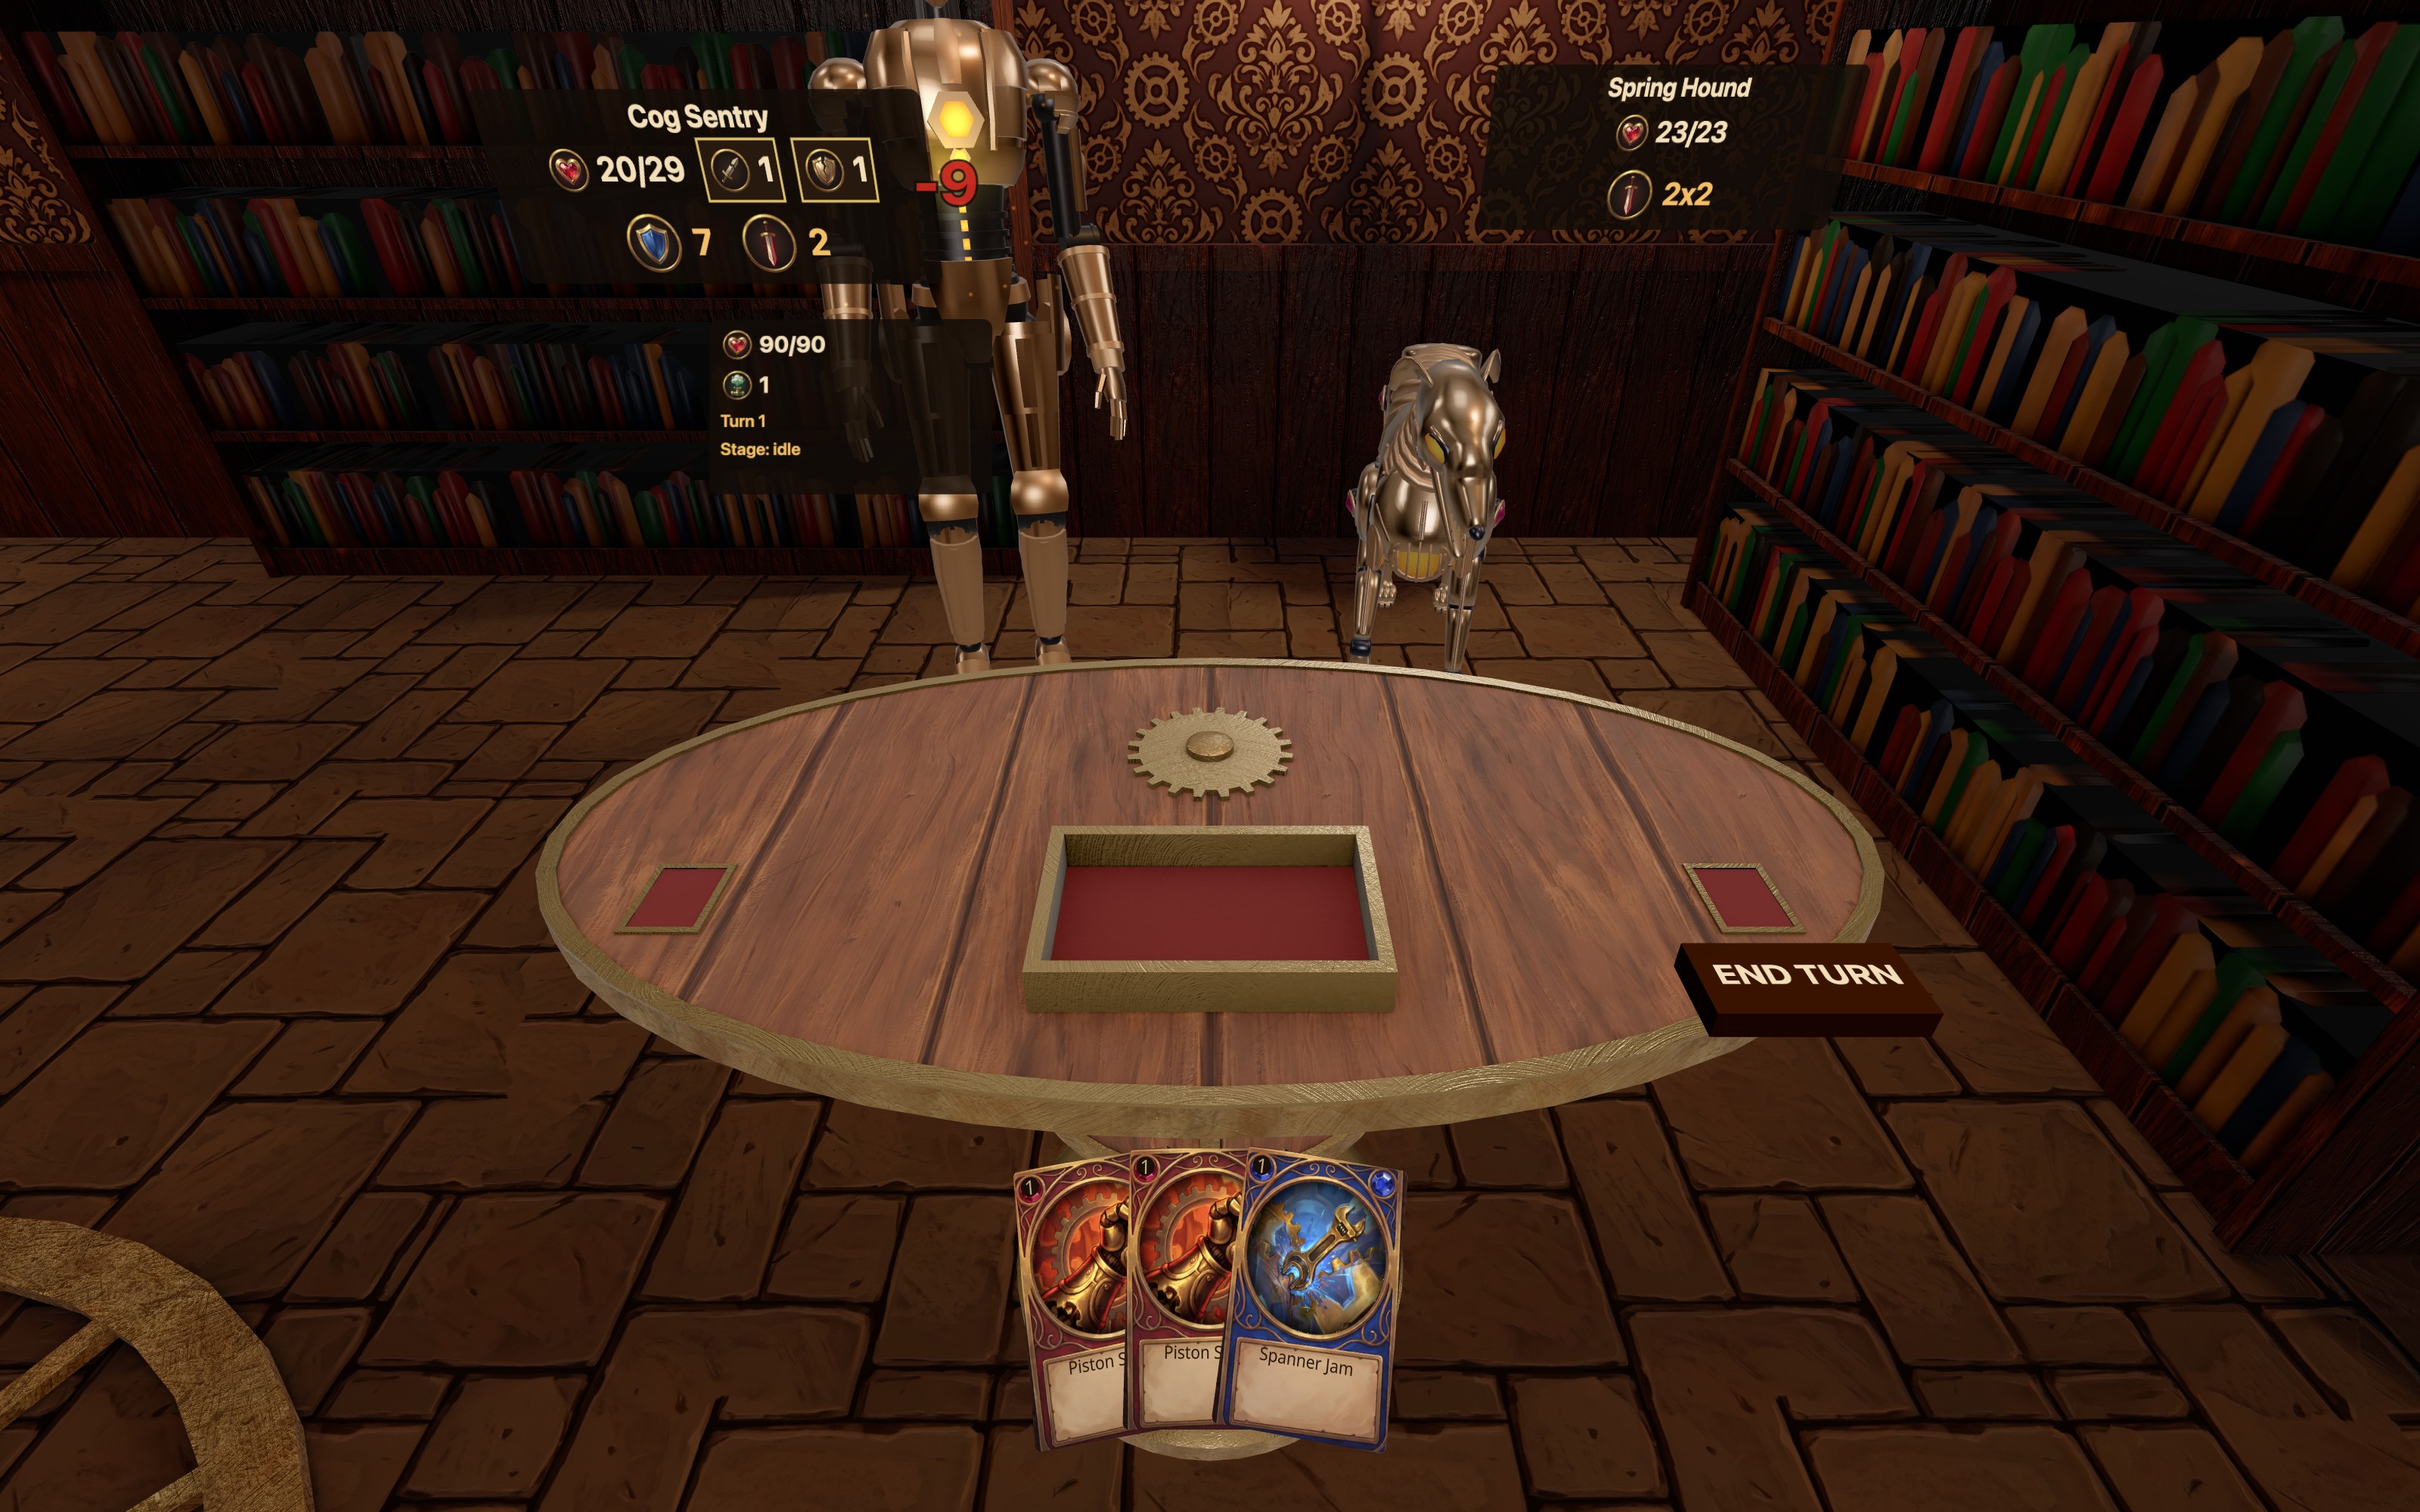 Cog Sentry
20/29 1 1
7 2
-9
Spring Hound
23/23
2x2
90/90
1
Turn 1
Stage: idle
END TURN
1
Piston S
1
Piston S
1
Spanner Jam